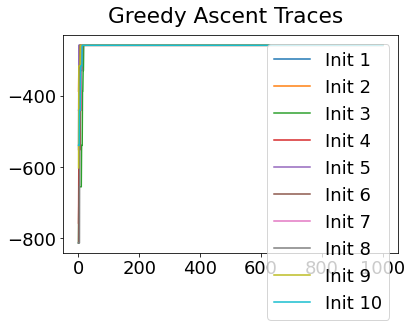 Greedy Ascent Traces
−400
−600
−800
0
200
400
600
800
1000
Init 1
Init 2
Init 3
Init 4
Init 5
Init 6
Init 7
Init 8
Init 9
Init 10